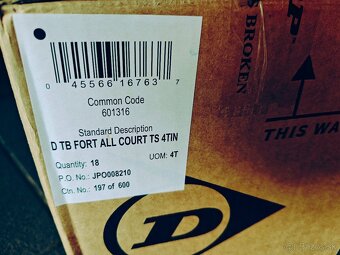 0 45566 16763 7
Common Code
601316
Standard Description
D TB FORT ALL COURT TS 4TIN
Quantity: 18
UOM: 4T
P.O. No.: JPO008210
Ctn. No.: 197 of 600
BROKEN
THIS WA
D